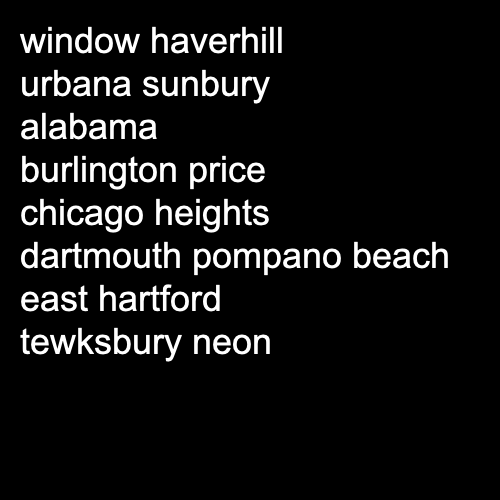 window haverhill
urbana sunbury
alabama
burlington price
chicago heights
dartmouth pompano beach
east hartford
tewksbury neon